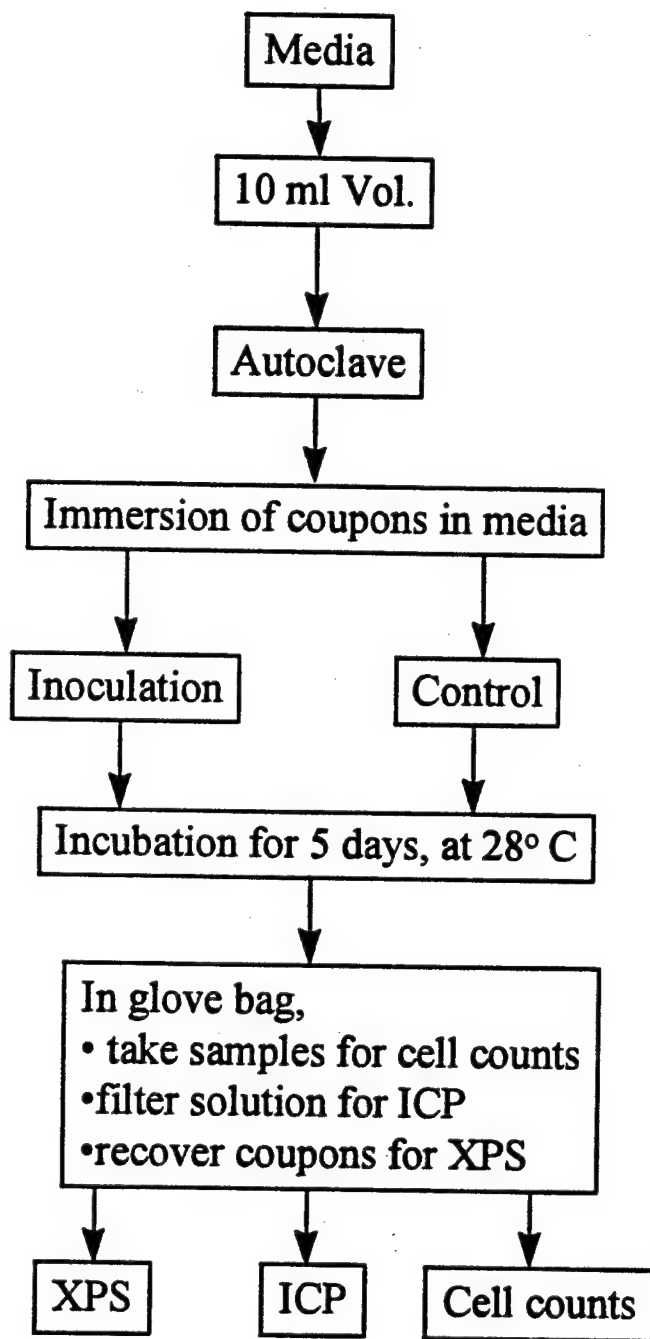 Media
10 ml Vol.
Autoclave
Immersion of coupons in media
Inoculation
Control
Incubation for 5 days, at 28º C
In glove bag,
• take samples for cell counts
•filter solution for ICP
•recover coupons for XPS
XPS
ICP
Cell counts